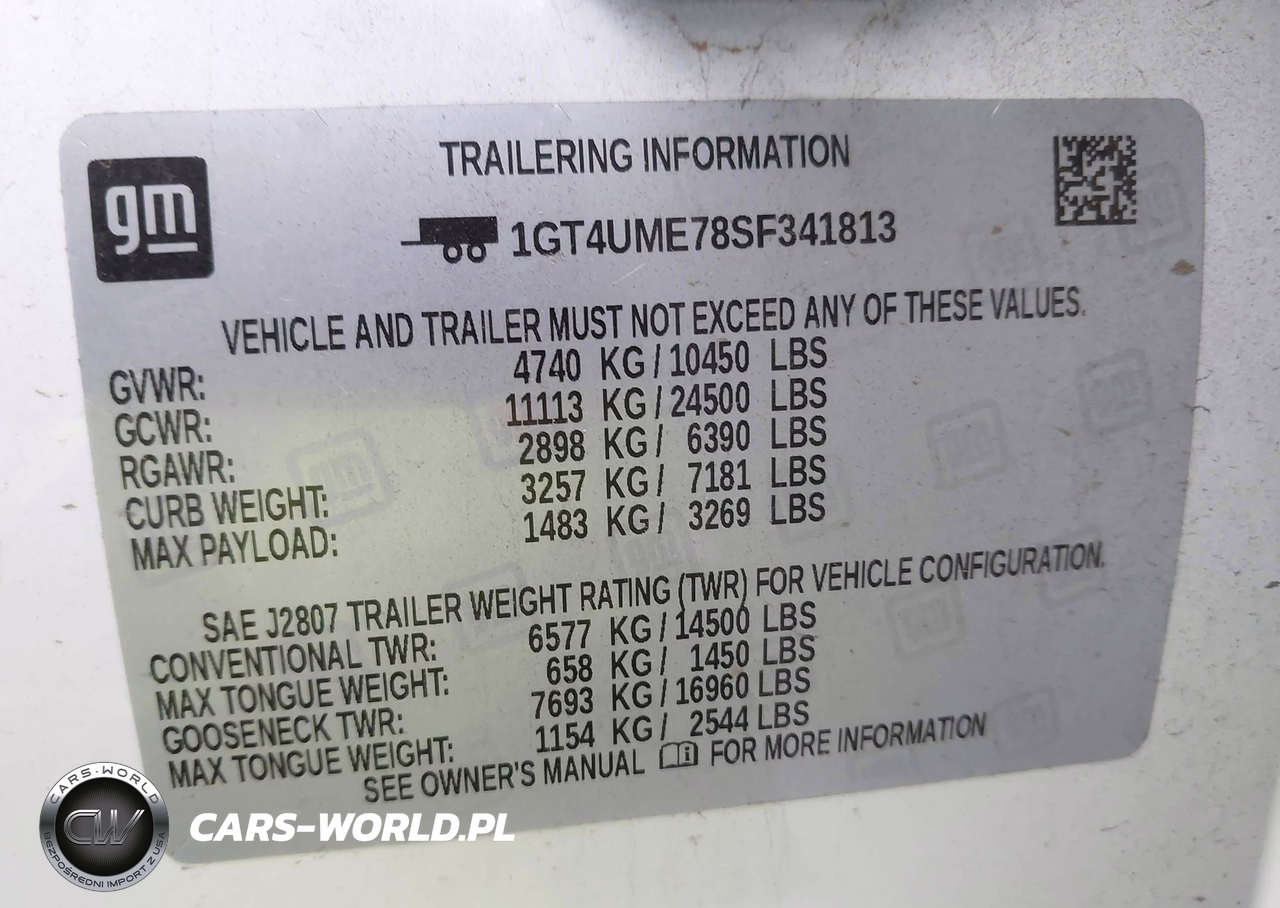 gm
TRAILERING INFORMATION
1GT4UME78SF341813
VEHICLE AND TRAILER MUST NOT EXCEED ANY OF THESE VALUES.
GVWR: 4740 KG / 10450 LBS
GCWR: 11113 KG / 24500 LBS
RGAWR: 2898 KG / 6390 LBS
CURB WEIGHT: 3257 KG / 7181 LBS
MAX PAYLOAD: 1483 KG / 3269 LBS
SAE J2807 TRAILER WEIGHT RATING (TWR) FOR VEHICLE CONFIGURATION.
CONVENTIONAL TWR: 6577 KG / 14500 LBS
MAX TONGUE WEIGHT: 658 KG / 1450 LBS
GOOSENECK TWR: 7693 KG / 16960 LBS
MAX TONGUE WEIGHT: 1154 KG / 2544 LBS
SEE OWNER'S MANUAL FOR MORE INFORMATION
CARS-WORLD
CW
BEZPOŚREDNI IMPORT Z USA
CARS-WORLD.PL